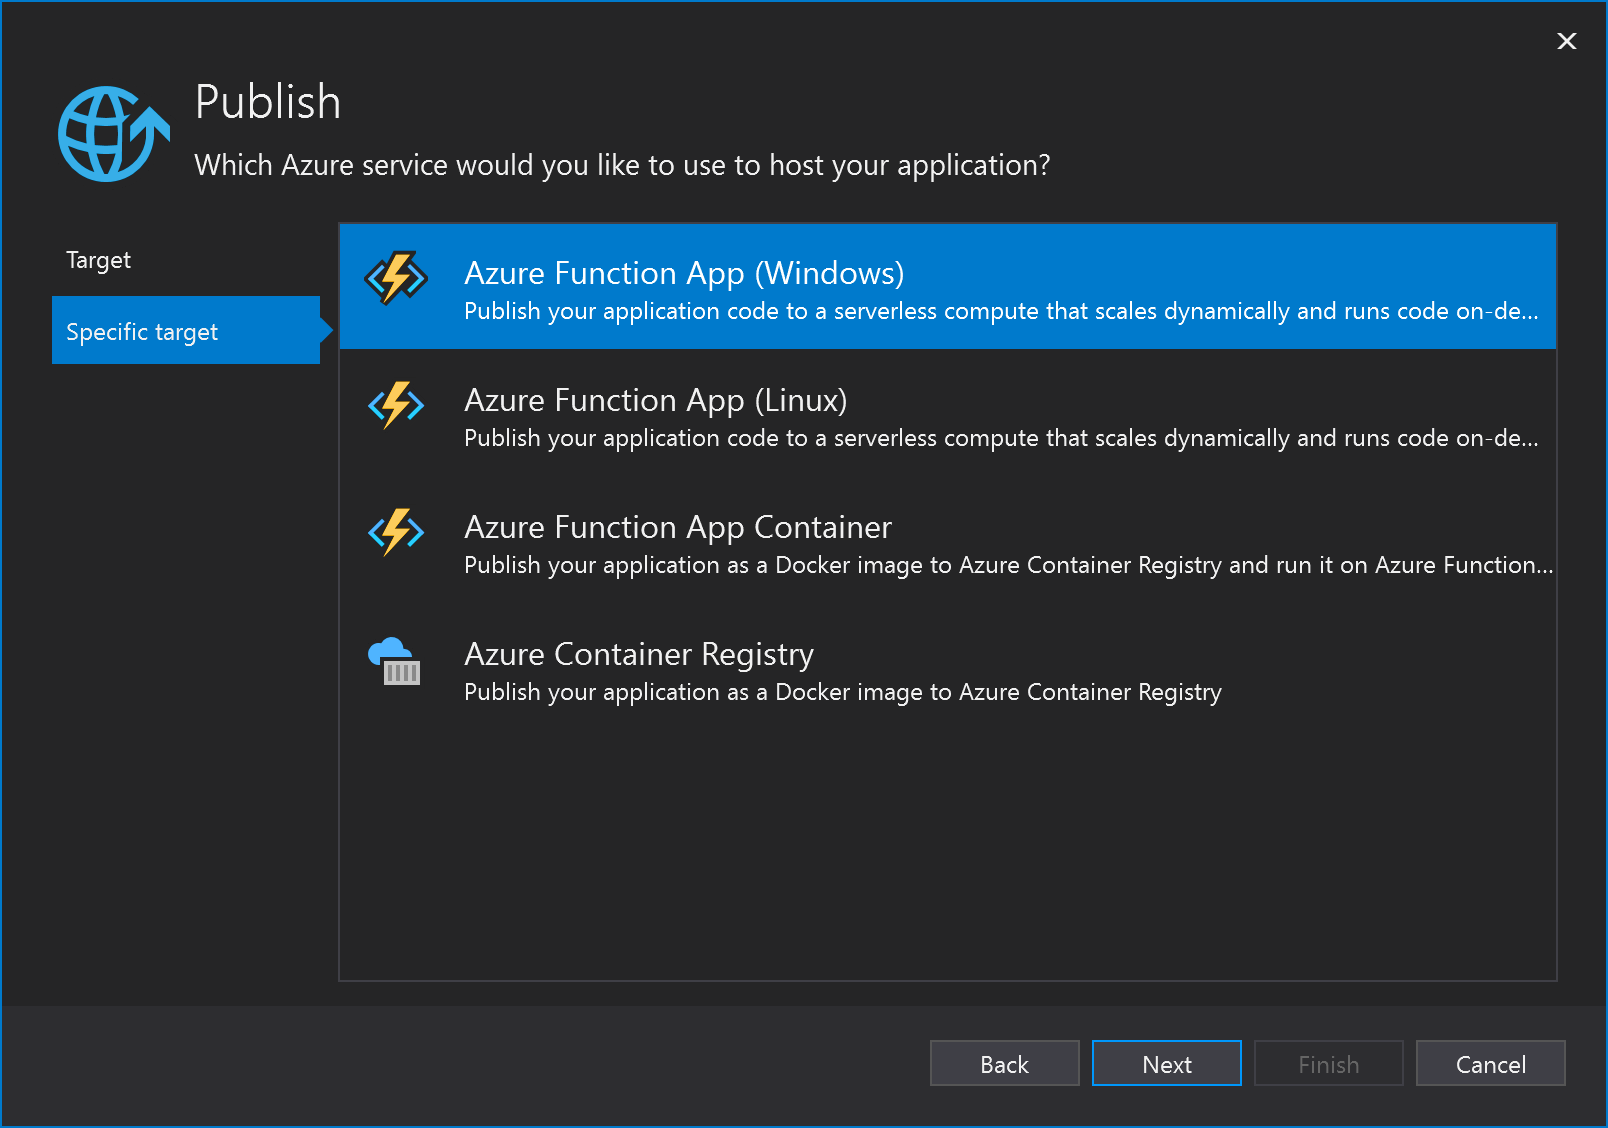 Publish
Which Azure service would you like to use to host your application?
Target
Specific target
Azure Function App (Windows)
Publish your application code to a serverless compute that scales dynamically and runs code on-de...
Azure Function App (Linux)
Publish your application code to a serverless compute that scales dynamically and runs code on-de...
Azure Function App Container
Publish your application as a Docker image to Azure Container Registry and run it on Azure Function...
Azure Container Registry
Publish your application as a Docker image to Azure Container Registry
Back
Next
Finish
Cancel